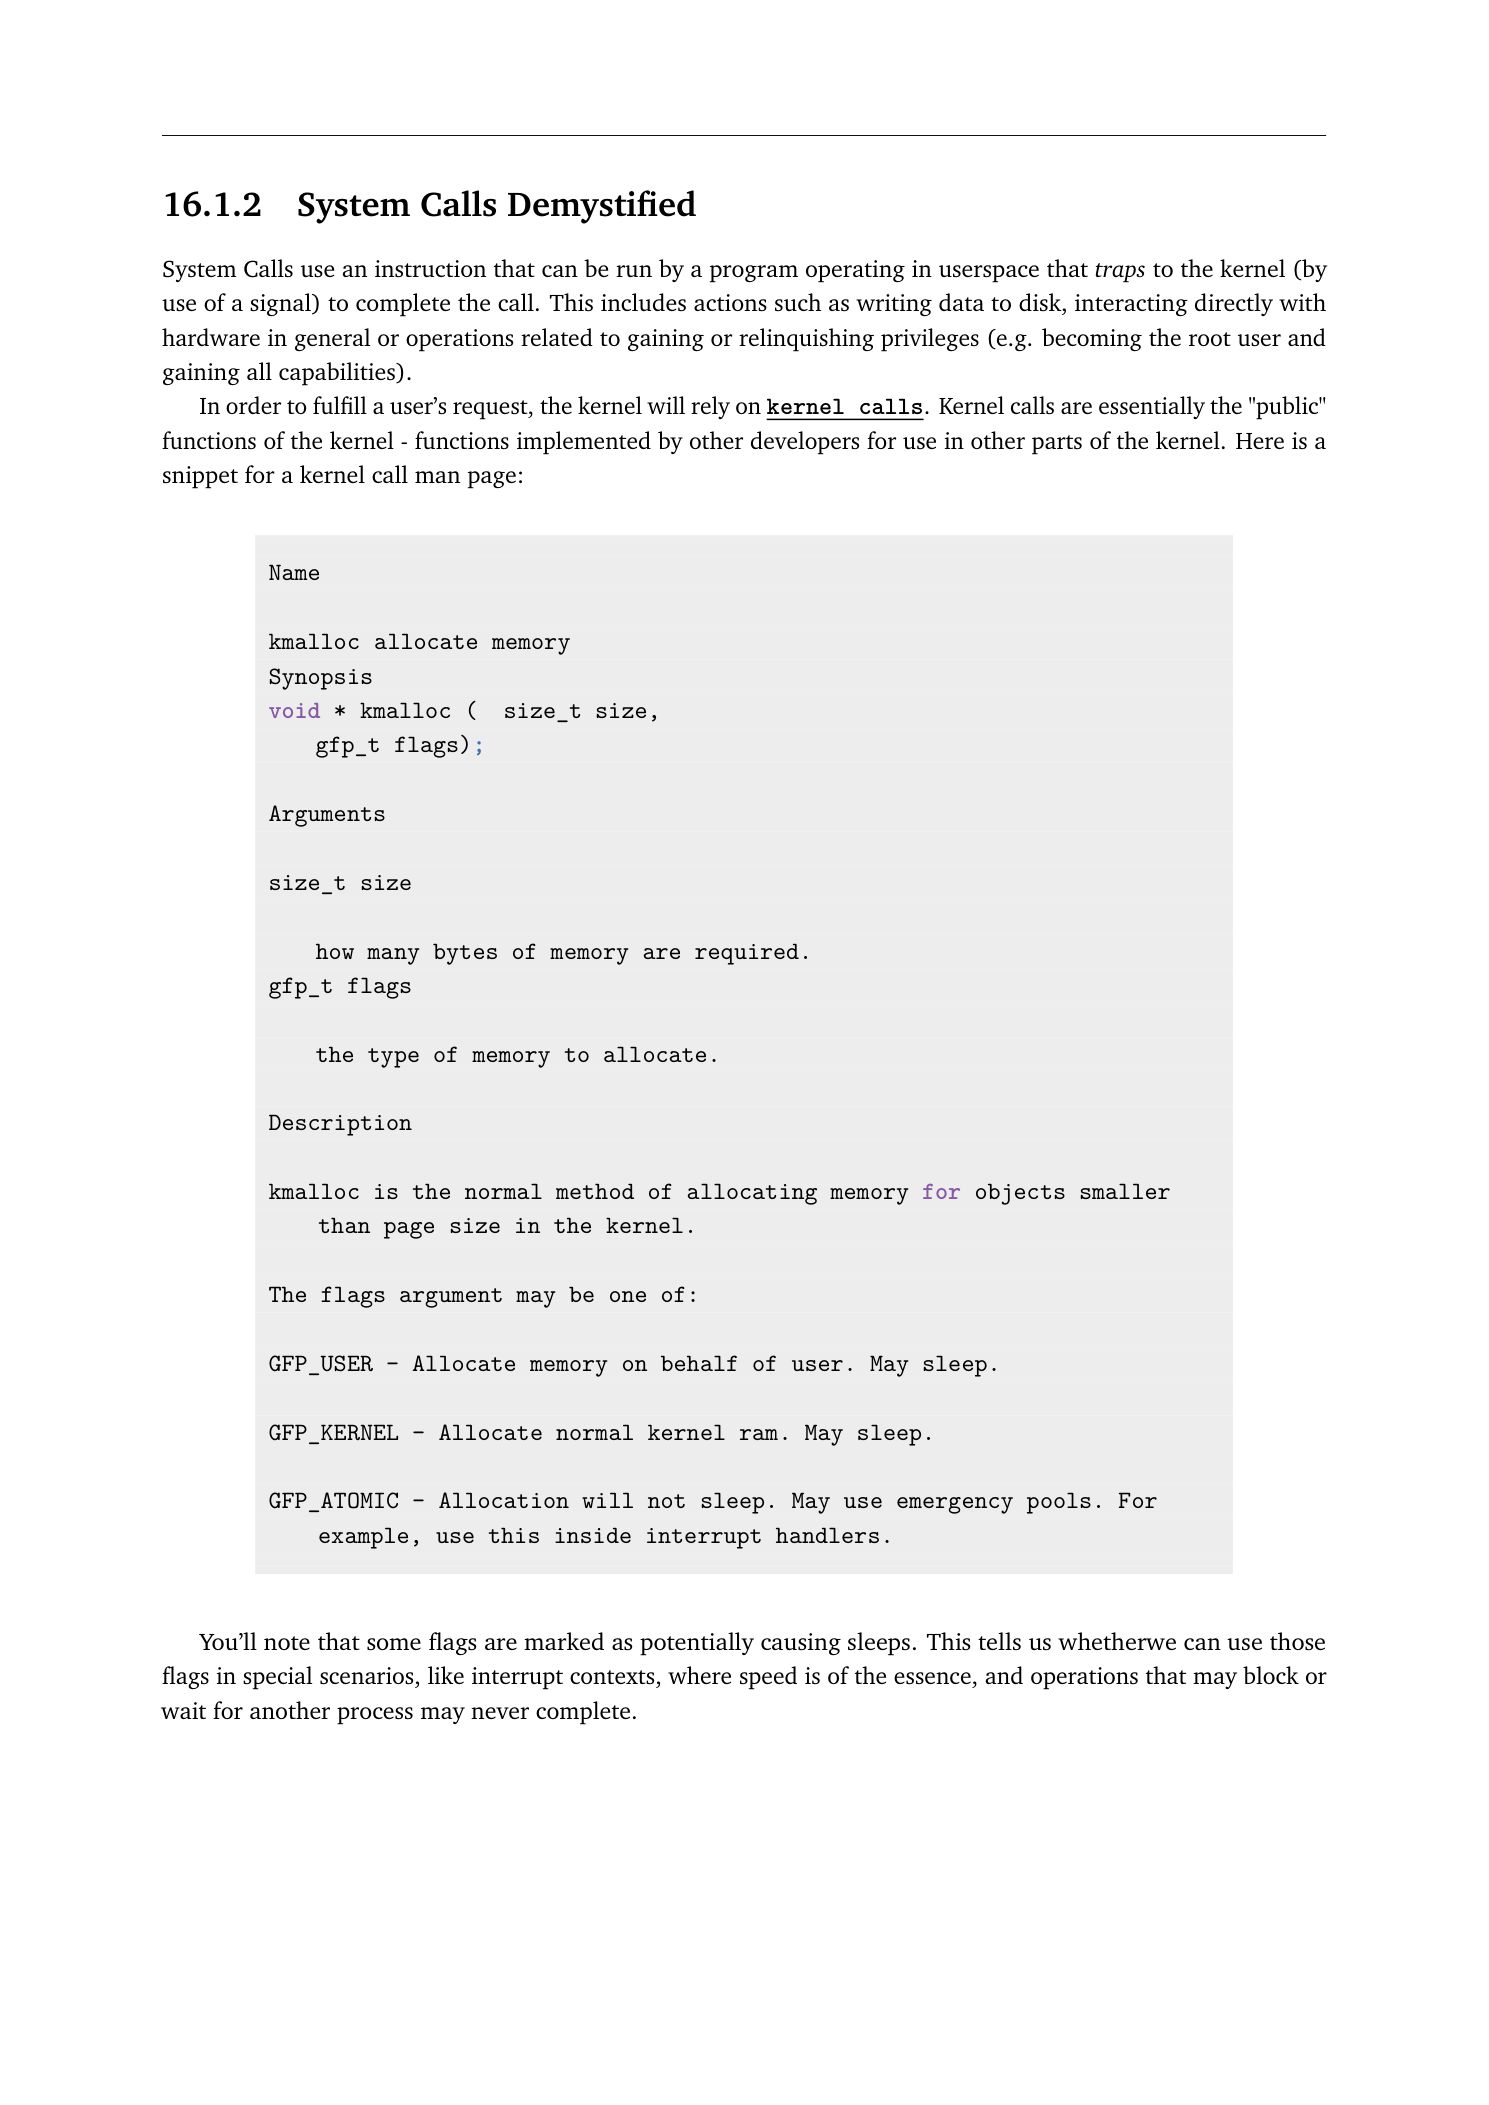 16.1.2 System Calls Demystified
System Calls use an instruction that can be run by a program operating in userspace that traps to the kernel (by
use of a signal) to complete the call. This includes actions such as writing data to disk, interacting directly with
hardware in general or operations related to gaining or relinquishing privileges (e.g. becoming the root user and
gaining all capabilities).
In order to fulfill a user’s request, the kernel will rely on kernel calls. Kernel calls are essentially the "public"
functions of the kernel - functions implemented by other developers for use in other parts of the kernel. Here is a
snippet for a kernel call man page:
Name
kmalloc allocate memory
Synopsis
void * kmalloc (  size_t size,
gfp_t flags);
Arguments
size_t size
how many bytes of memory are required.
gfp_t flags
the type of memory to allocate.
Description
kmalloc is the normal method of allocating memory for objects smaller
than page size in the kernel.
The flags argument may be one of:
GFP_USER - Allocate memory on behalf of user. May sleep.
GFP_KERNEL - Allocate normal kernel ram. May sleep.
GFP_ATOMIC - Allocation will not sleep. May use emergency pools. For
example, use this inside interrupt handlers.
You’ll note that some flags are marked as potentially causing sleeps. This tells us whetherwe can use those
flags in special scenarios, like interrupt contexts, where speed is of the essence, and operations that may block or
wait for another process may never complete.